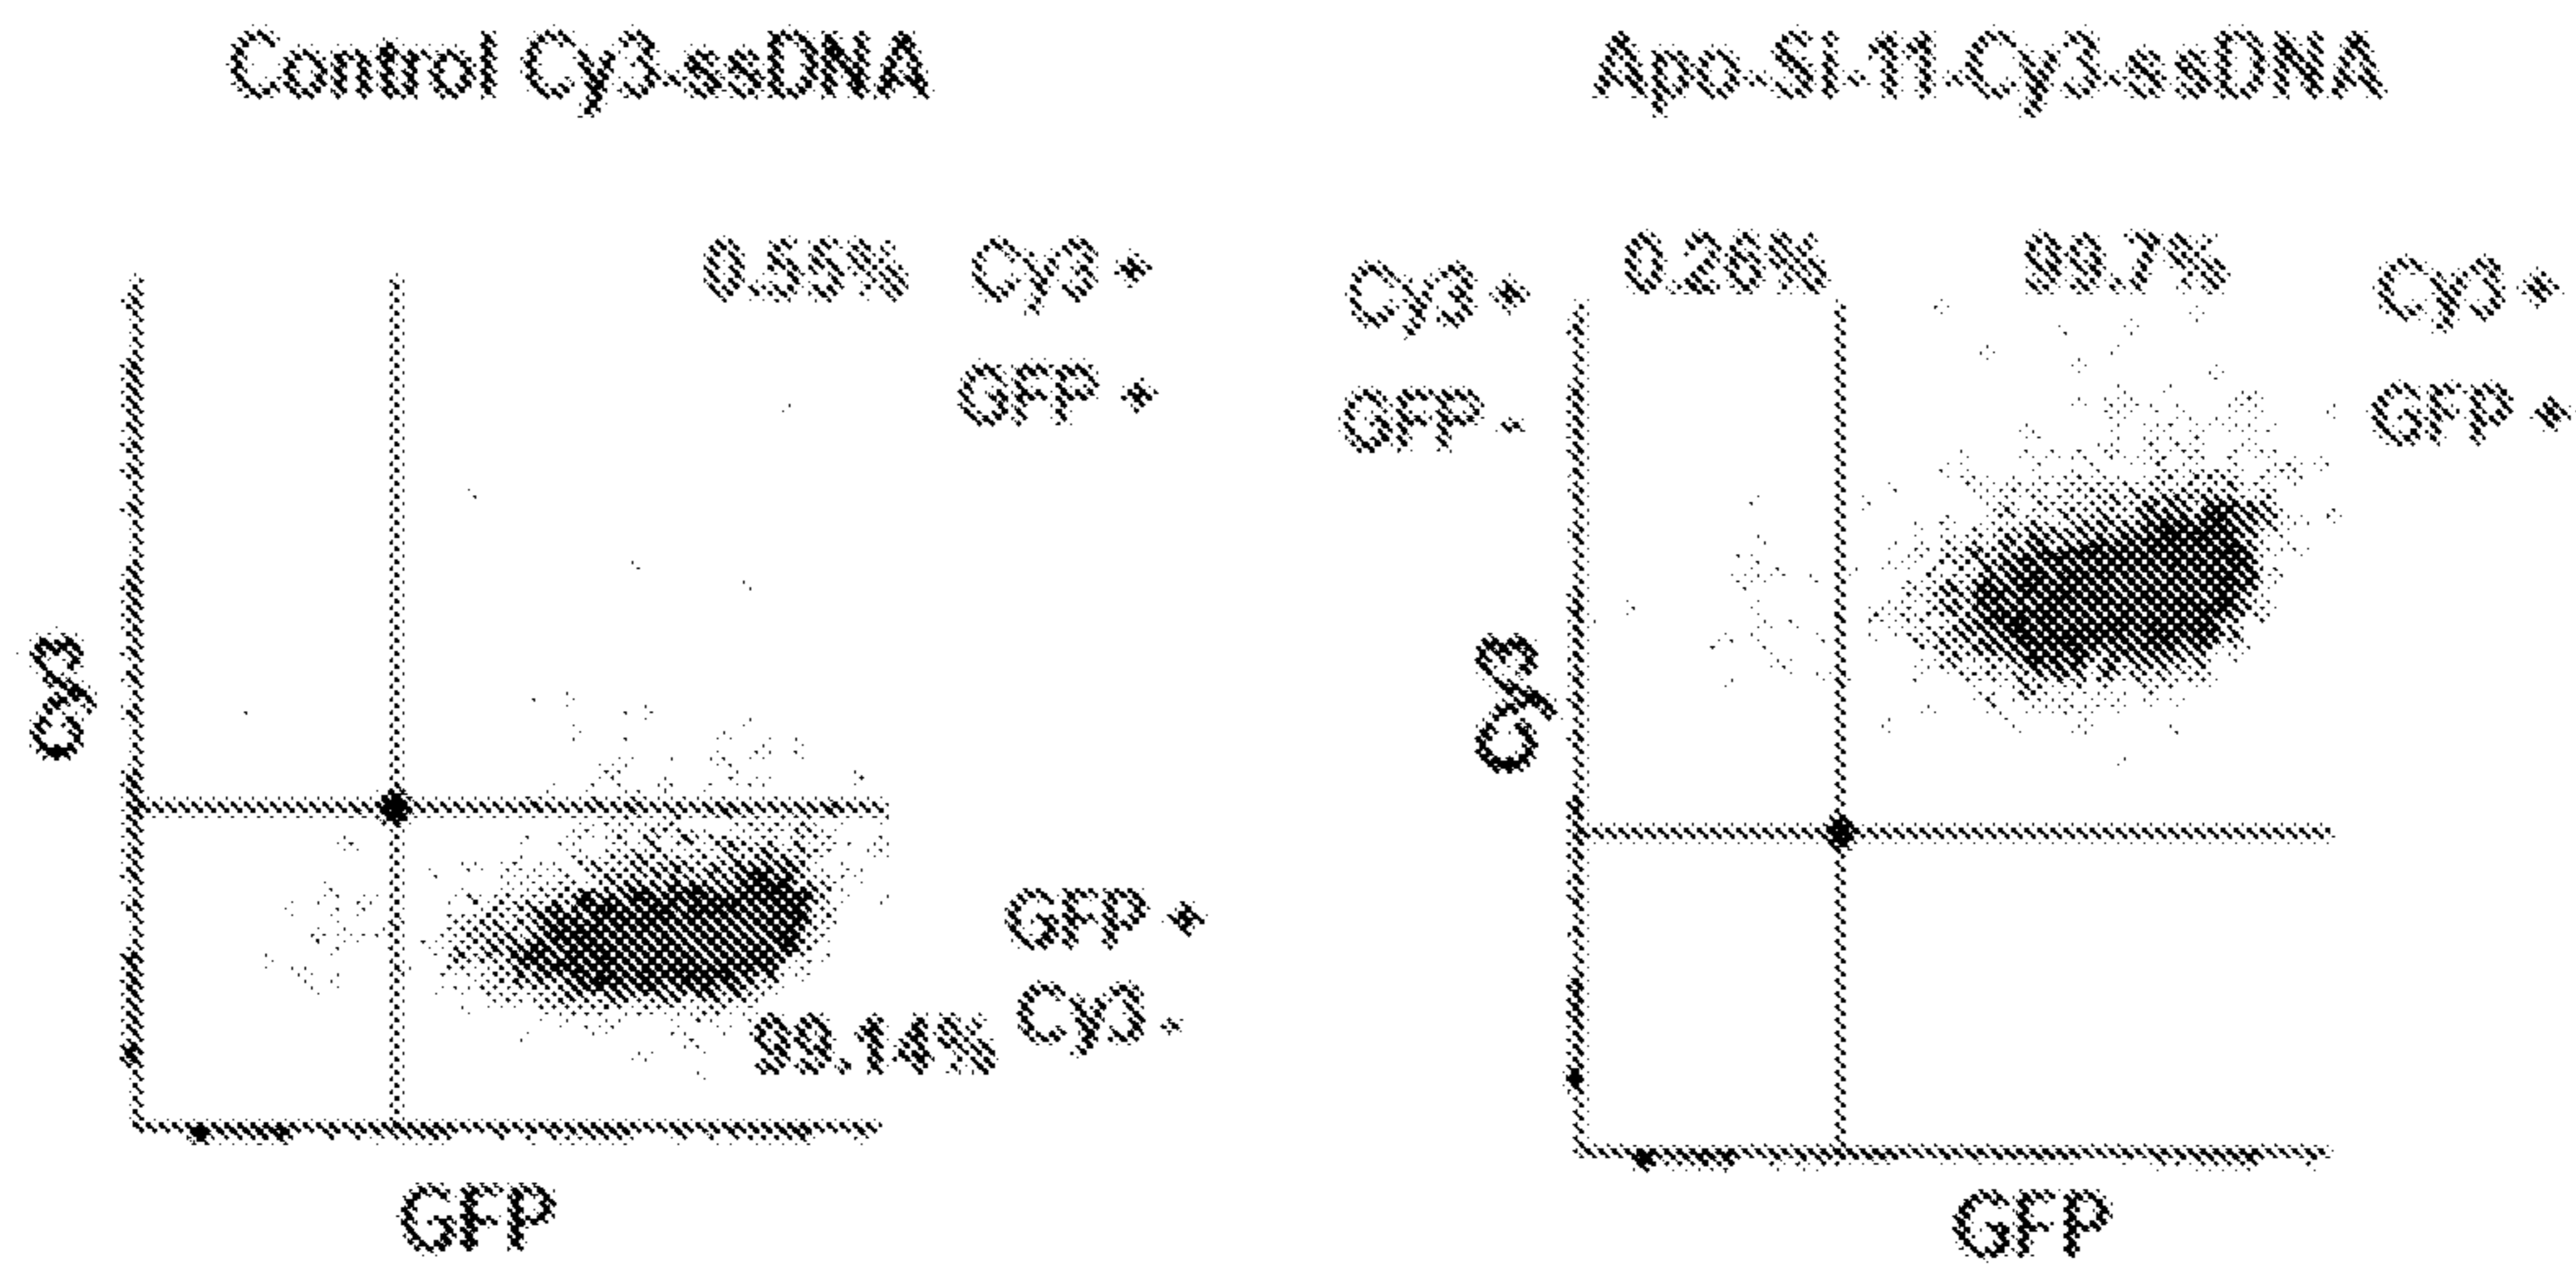 Control Cy3-ssDNA
0.55% Cy3 +
GFP +
Cy3
GFP +
Cy3 -
99.14%
GFP
Apo-Si-11-Cy3-ssDNA
Cy3 +
GFP -
0.26%
99.7%
Cy3 +
GFP +
Cy3
GFP